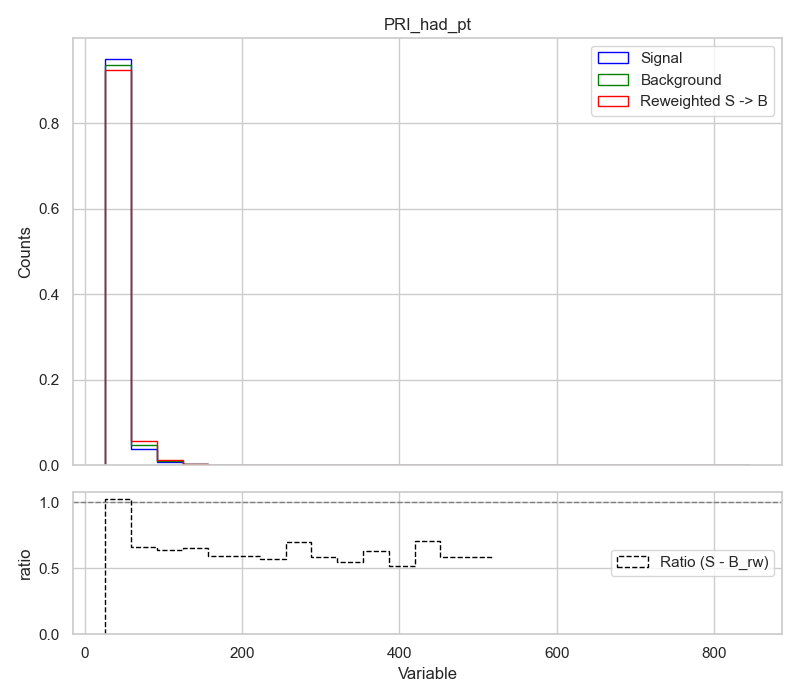 PRI_had_pt
Signal
Background
Reweighted S -> B
0.8
0.6
0.4
0.2
0.0
Counts
1.0
0.5
0.0
ratio
Ratio (S - B_rw)
0 200 400 600 800
Variable